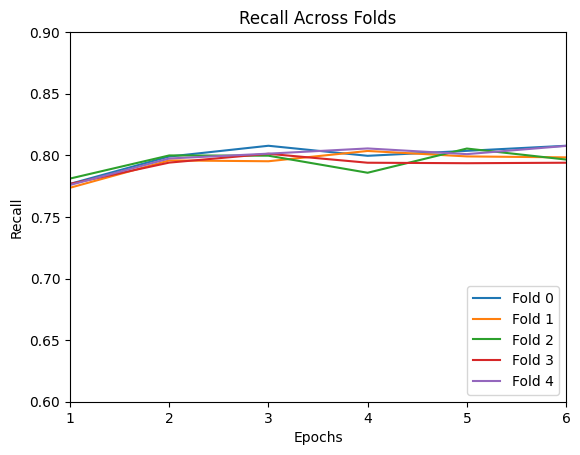 Recall Across Folds
0.90
0.85
0.80
0.75
0.70
0.65
0.60
Recall
1 2 3 4 5 6
Epochs
Fold 0
Fold 1
Fold 2
Fold 3
Fold 4